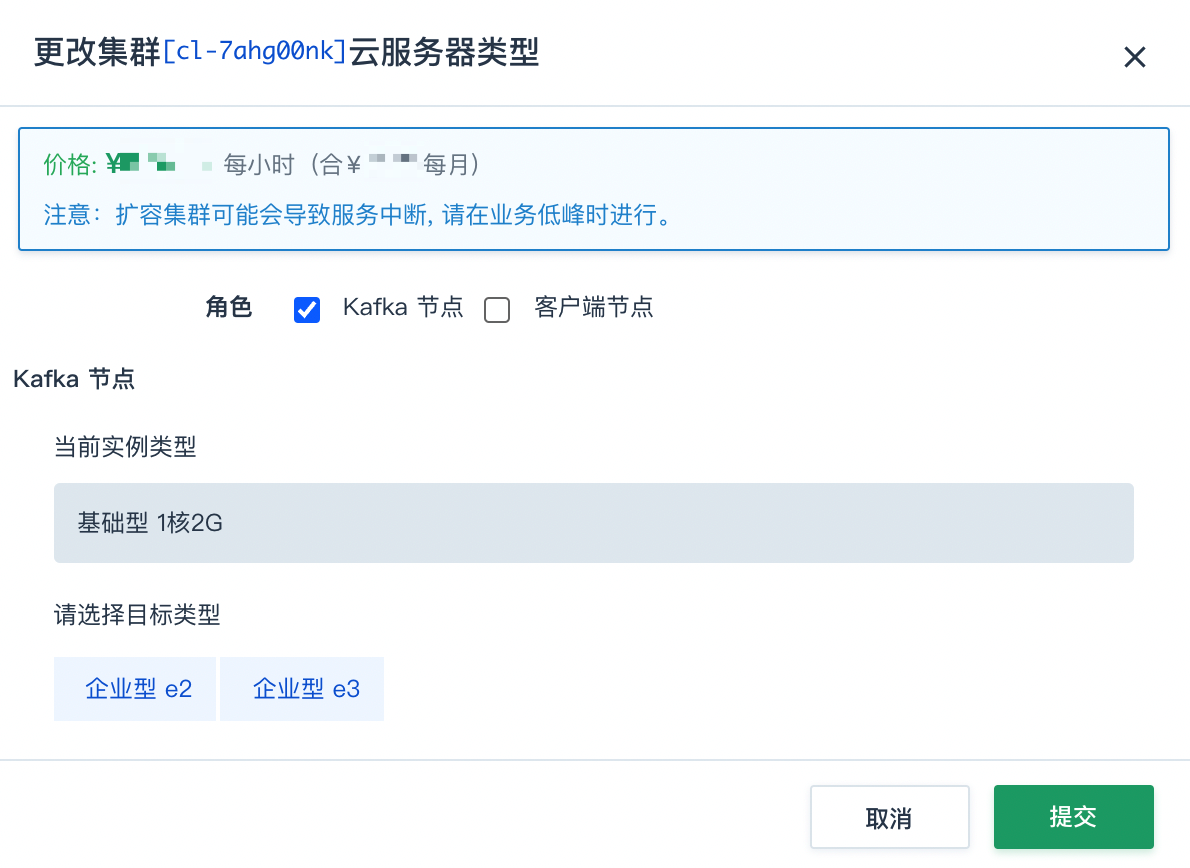 更改集群[cl-7ahg00nk]云服务器类型
价格: ¥ 每小时（合¥ 每月）
注意：扩容集群可能会导致服务中断, 请在业务低峰时进行。
角色 Kafka 节点 客户端节点
Kafka 节点
当前实例类型
基础型 1核2G
请选择目标类型
企业型 e2 企业型 e3
取消 提交